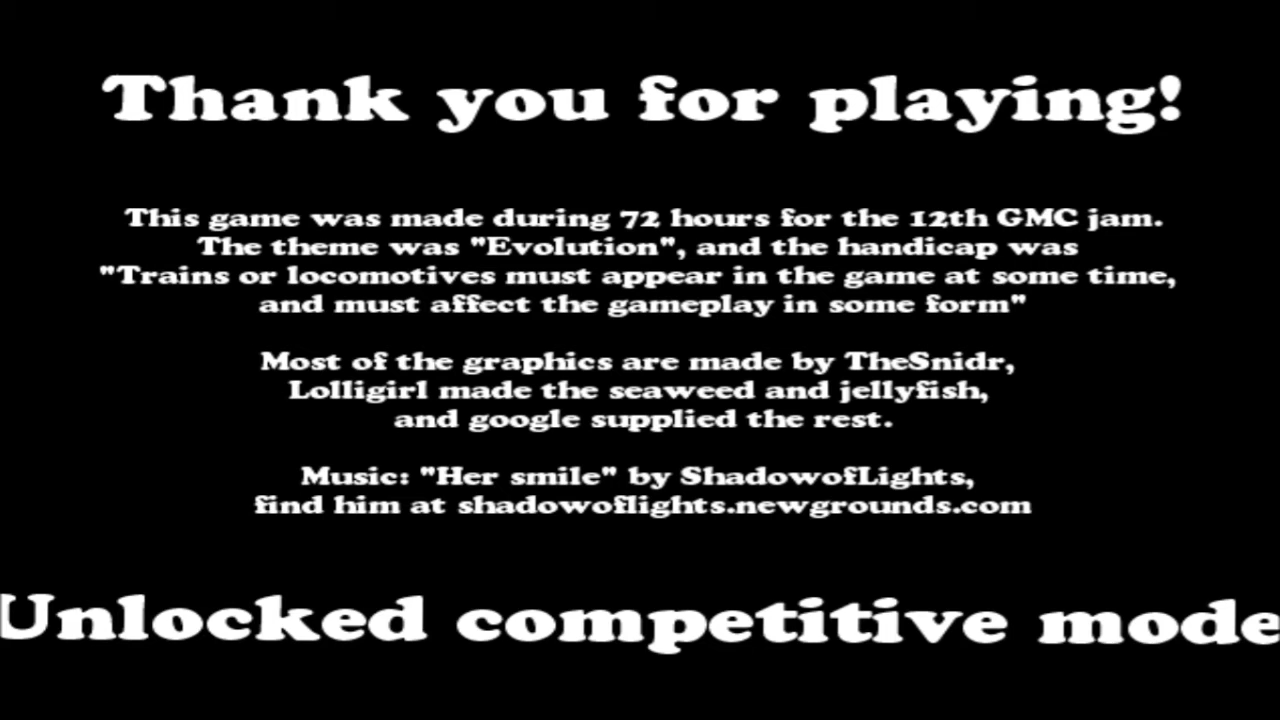 Thank you for playing!
This game was made during 72 hours for the 12th GMC jam.
The theme was "Evolution", and the handicap was
"Trains or locomotives must appear in the game at some time,
and must affect the gameplay in some form"
Most of the graphics are made by TheSnidr,
Lolligirl made the seaweed and jellyfish,
and google supplied the rest.
Music: "Her smile" by ShadowofLights,
find him at shadowoflights.newgrounds.com
Unlocked competitive mode